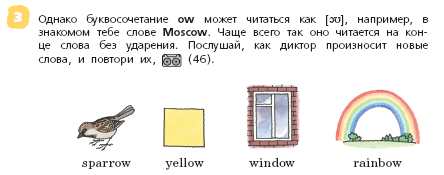 3 Однако буквосочетание ow может читаться как [əʊ], например, в
знакомом тебе слове Moscow. Чаще всего так оно читается на кон-
це слова без ударения. Послушай, как диктор произносит новые
слова, и повтори их, (46).
sparrow yellow window rainbow